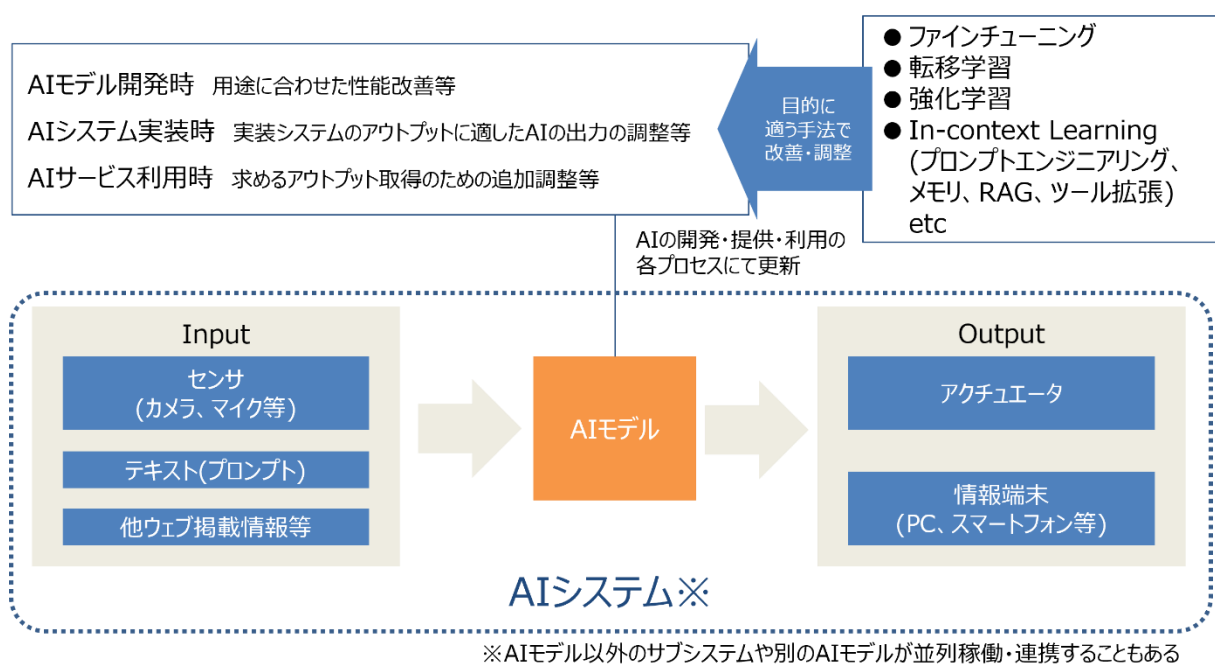 AIモデル開発時 用途に合わせた性能改善等
AIシステム実装時 実装システムのアウトプットに適したAIの出力の調整等
AIサービス利用時 求めるアウトプット取得のための追加調整等
目的に
適う手法で
改善・調整
● ファインチューニング
● 転移学習
● 強化学習
● In-context Learning
(プロンプトエンジニアリング、
メモリ、RAG、ツール拡張)
etc
AIの開発・提供・利用の
各プロセスにて更新
Input
センサ
(カメラ、マイク等)
テキスト(プロンプト)
他ウェブ掲載情報等
AIモデル
Output
アクチュエータ
情報端末
(PC、スマートフォン等)
AIシステム※
※AIモデル以外のサブシステムや別のAIモデルが並列稼働・連携することもある